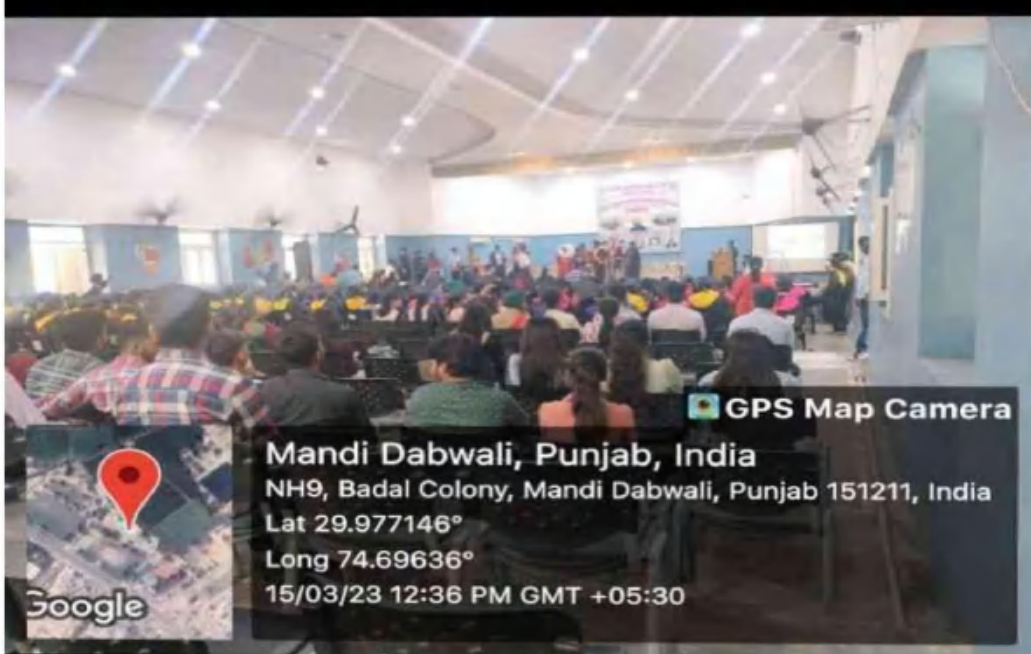 GPS Map Camera
Mandi Dabwali, Punjab, India
NH9, Badal Colony, Mandi Dabwali, Punjab 151211, India
Lat 29.977146°
Long 74.69636°
15/03/23 12:36 PM GMT +05:30
Google